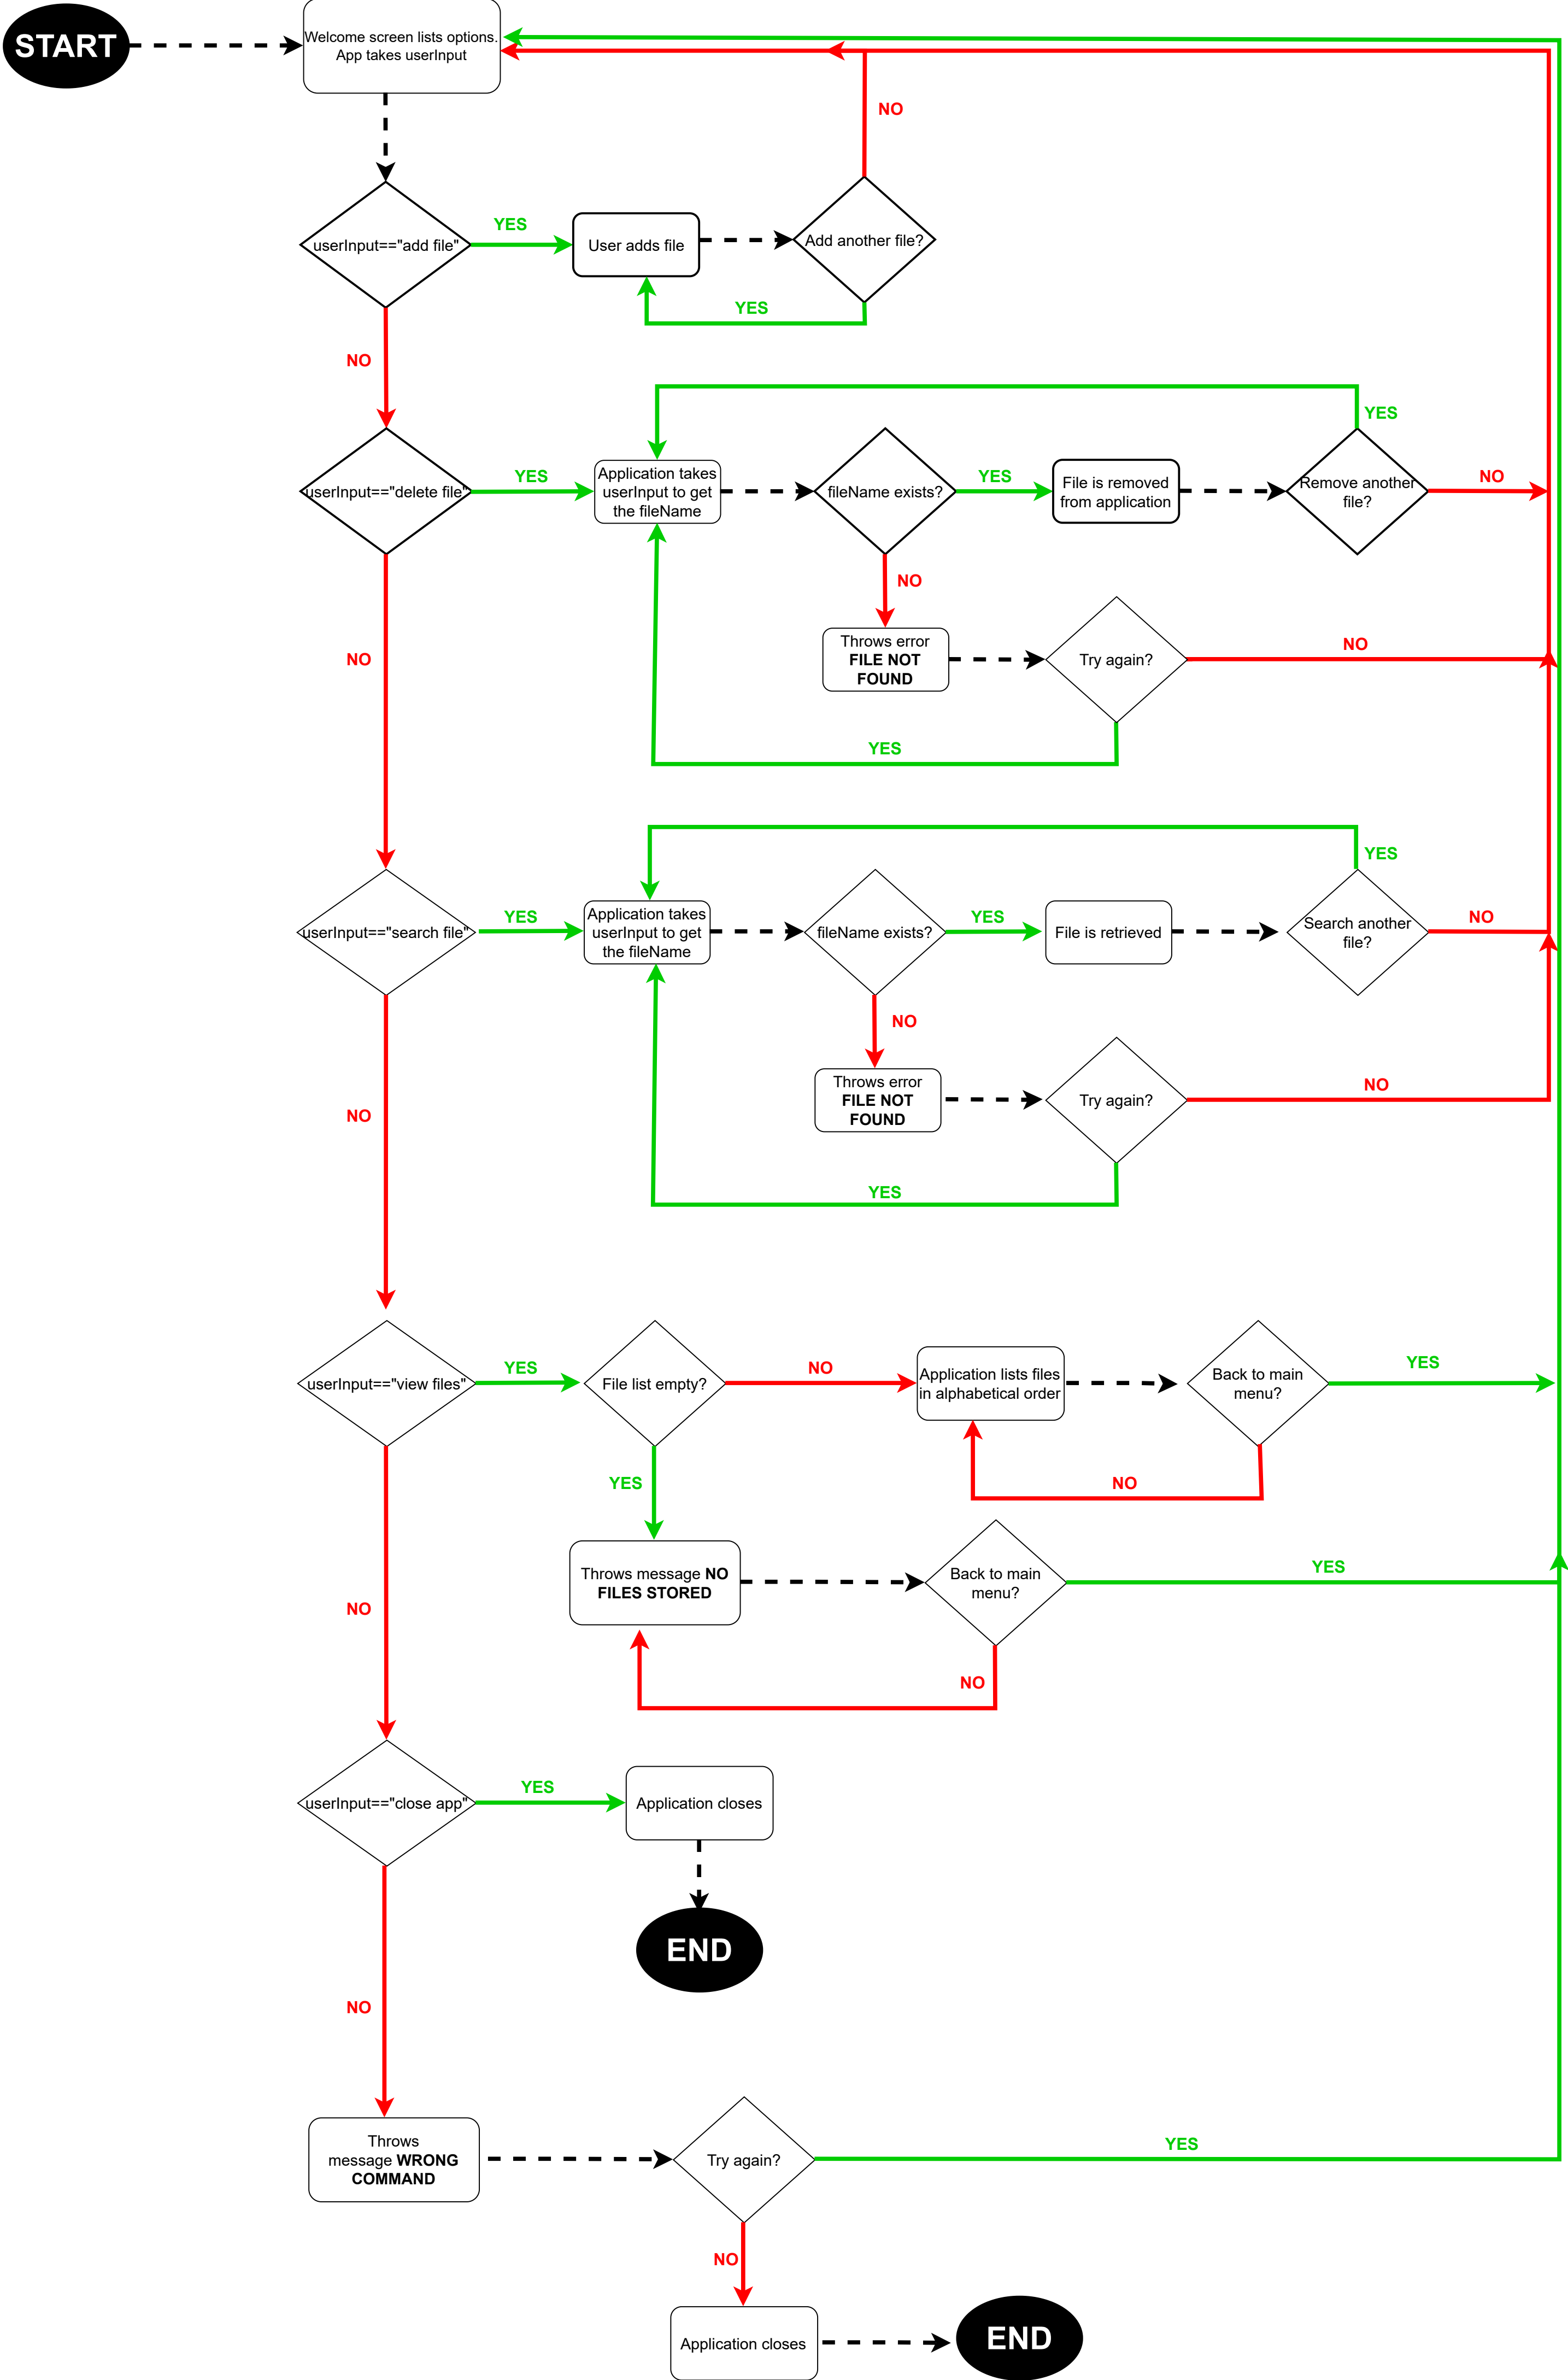 START
Welcome screen lists options.
App takes userInput
NO
userInput=="add file"
YES
User adds file
Add another file?
YES
NO
YES
userInput=="delete file"
YES
Application takes
userInput to get
the fileName
fileName exists?
YES
File is removed
from application
Remove another
file?
NO
NO
NO
Throws error
FILE NOT
FOUND
Try again?
NO
YES
YES
userInput=="search file"
YES
Application takes
userInput to get
the fileName
fileName exists?
YES
File is retrieved
Search another
file?
NO
NO
NO
Throws error
FILE NOT
FOUND
Try again?
NO
YES
userInput=="view files"
YES
File list empty?
NO
Application lists files
in alphabetical order
Back to main
menu?
YES
YES
NO
NO
Throws message NO
FILES STORED
Back to main
menu?
YES
NO
userInput=="close app"
YES
Application closes
END
NO
Throws
message WRONG
COMMAND
Try again?
YES
NO
Application closes
END